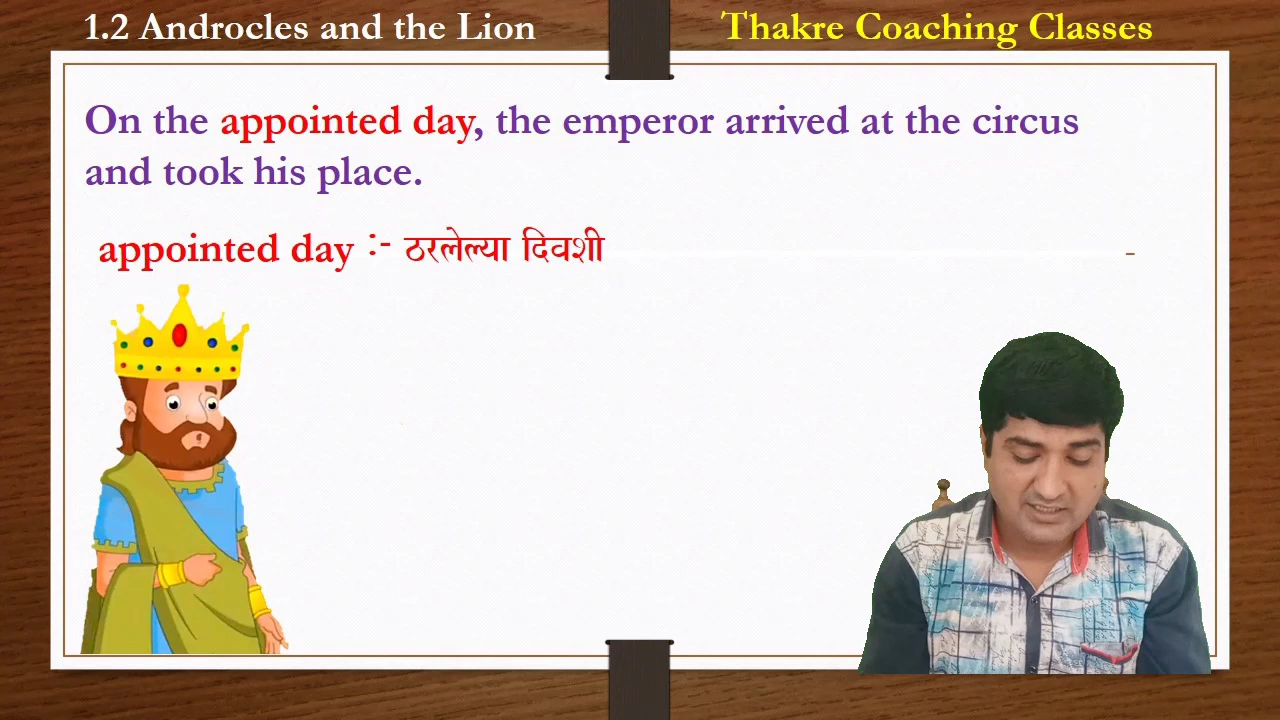 1.2 Androcles and the Lion
Thakre Coaching Classes
On the appointed day, the emperor arrived at the circus
and took his place.
appointed day :- ठरलेल्या दिवशी